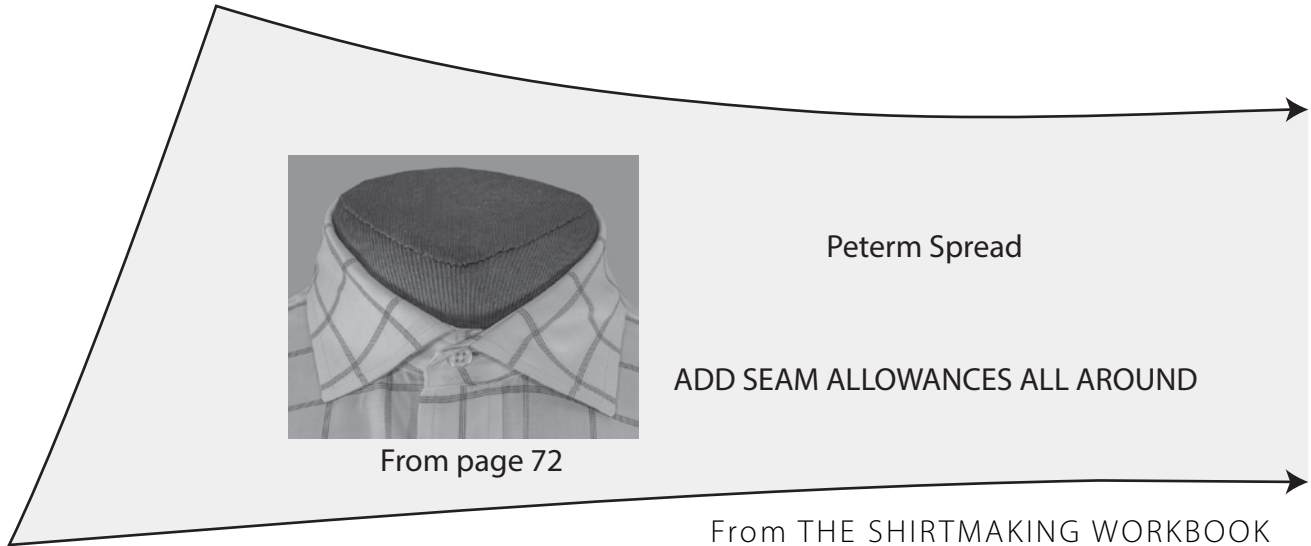 Peterm Spread
ADD SEAM ALLOWANCES ALL AROUND
From page 72
From THE SHIRTMAKING WORKBOOK